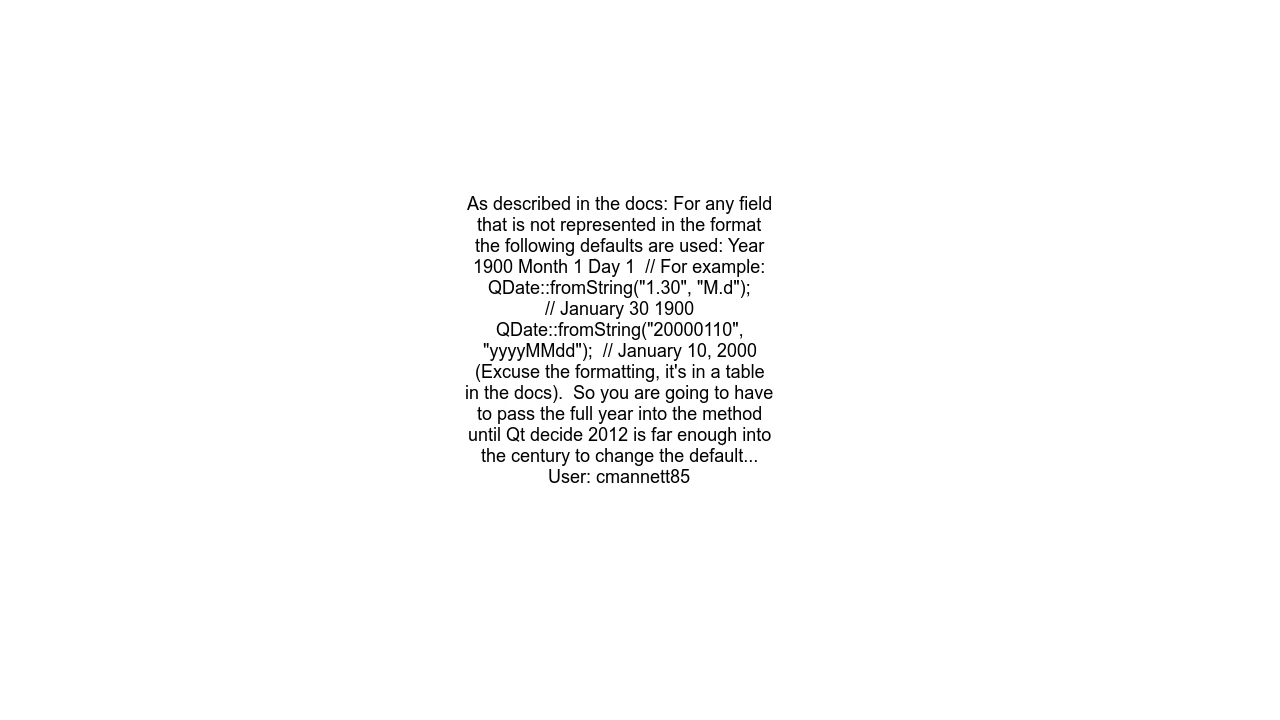 As described in the docs: For any field
that is not represented in the format
the following defaults are used: Year
1900 Month 1 Day 1  // For example:
QDate::fromString("1.30", "M.d");
// January 30 1900
QDate::fromString("20000110",
"yyyyMMdd");  // January 10, 2000
(Excuse the formatting, it's in a table
in the docs).  So you are going to have
to pass the full year into the method
until Qt decide 2012 is far enough into
the century to change the default...
User: cmannett85